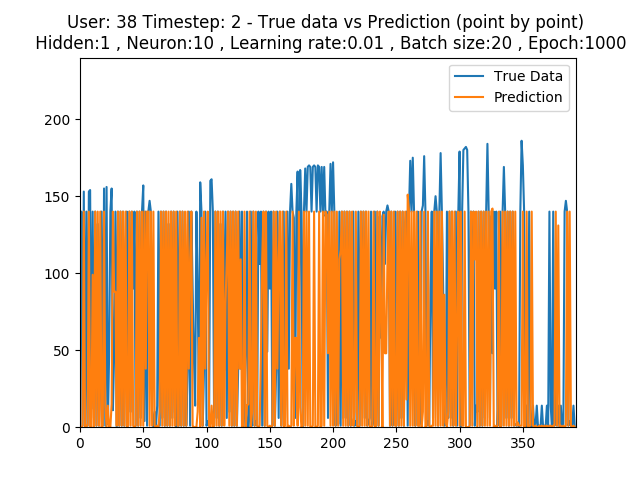 User: 38 Timestep: 2 - True data vs Prediction (point by point)
Hidden:1 , Neuron:10 , Learning rate:0.01 , Batch size:20 , Epoch:1000
True Data
Prediction
200
150
100
50
0
0 50 100 150 200 250 300 350